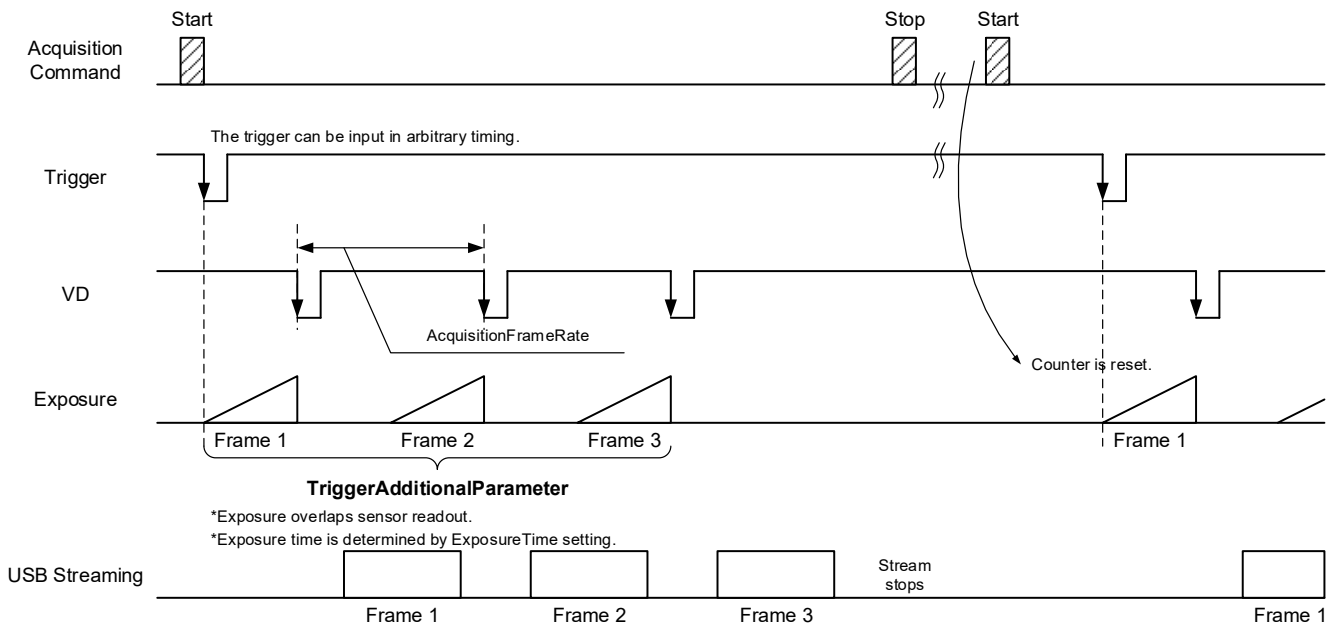 Start
Stop
Start
Acquisition
Command
The trigger can be input in arbitrary timing.
Trigger
VD
AcquisitionFrameRate
Counter is reset.
Exposure
Frame 1
Frame 2
Frame 3
Frame 1
TriggerAdditionalParameter
*Exposure overlaps sensor readout.
*Exposure time is determined by ExposureTime setting.
USB Streaming
Stream
stops
Frame 1
Frame 2
Frame 3
Frame 1